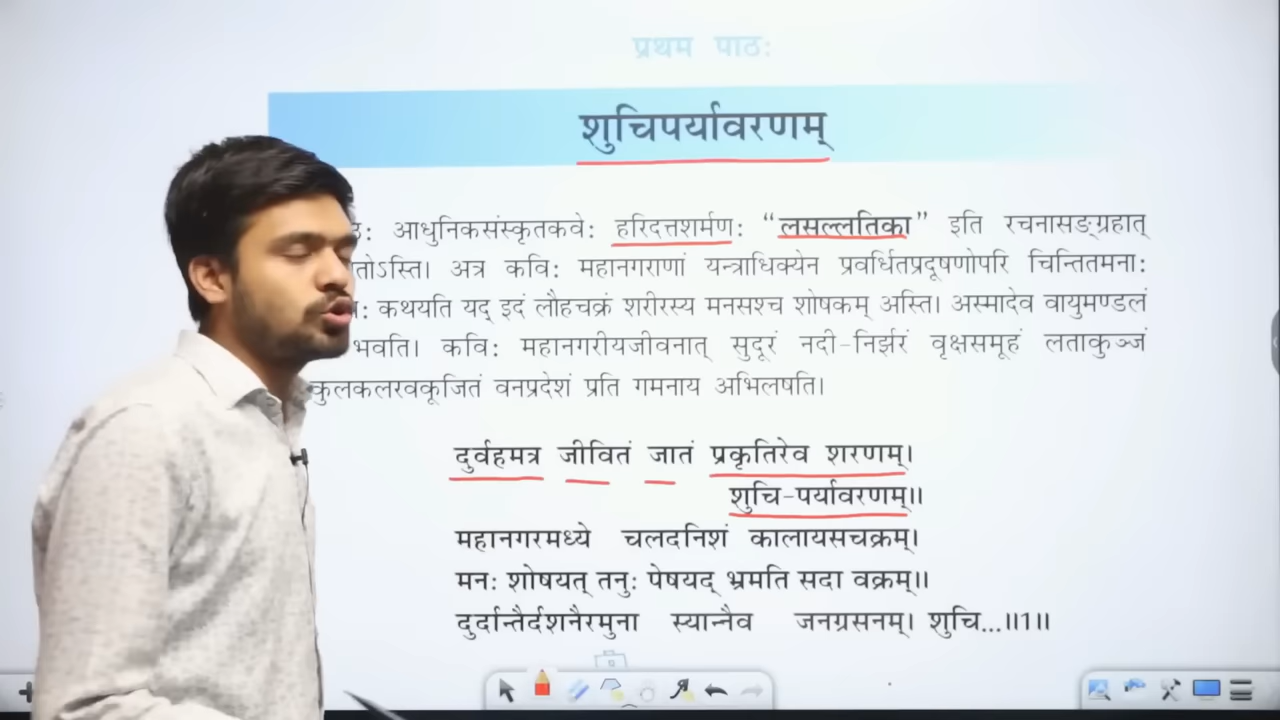 प्रथम पाठः
शुचिपर्यावरणम्
आधुनिकसंस्कृतकवेः हरिदत्तशर्मणः “लसल्लतिका” इति रचनासङ्ग्रहात्
अत्र कविः महानगराणां यन्त्राधिक्येन प्रवर्धितप्रदूषणोपरि चिन्तितमनाः
कथयति यद् इदं लौहचक्रं शरीरस्य मनसश्च शोषकम् अस्ति। अस्मादेव वायुमण्डलं
भवति। कविः महानगरीयजीवनात् सुदूरं नदी-निर्झरं वृक्षसमूहं लताकुञ्जं
कुलकलरवकूजितं वनप्रदेशं प्रति गमनाय अभिलषति।
दुर्वहमत्र जीवितं जातं प्रकृतिरेव शरणम्।
शुचि-पर्यावरणम्॥
महानगरमध्ये चलदनिशं कालायसचक्रम्।
मनः शोषयत् तनुः पेषयद् भ्रमति सदा वक्रम्॥
दुर्दान्तैर्दशनैरमुना स्यान्नैव जनग्रसनम्। शुचि...॥1॥